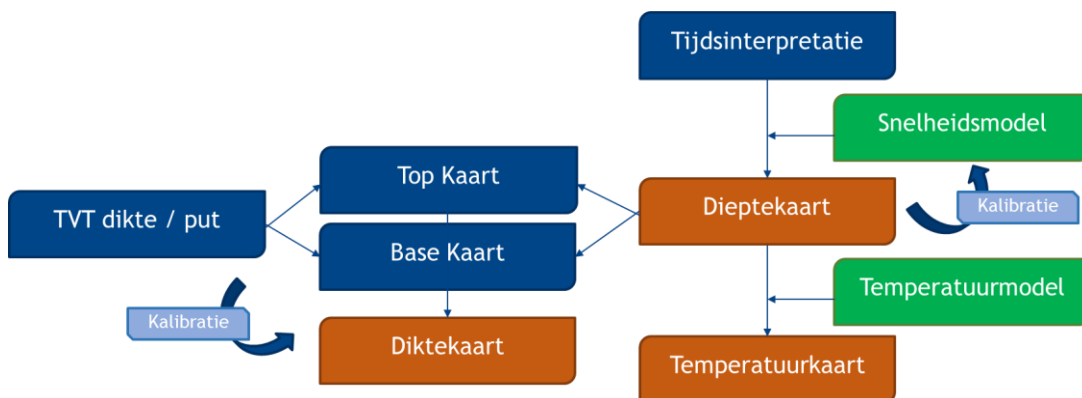 Tijdsinterpretatie
Snelheidsmodel
Top Kaart
TVT dikte / put
Dieptekaart
Kalibratie
Base Kaart
Temperatuurmodel
Kalibratie
Diktekaart
Temperatuurkaart